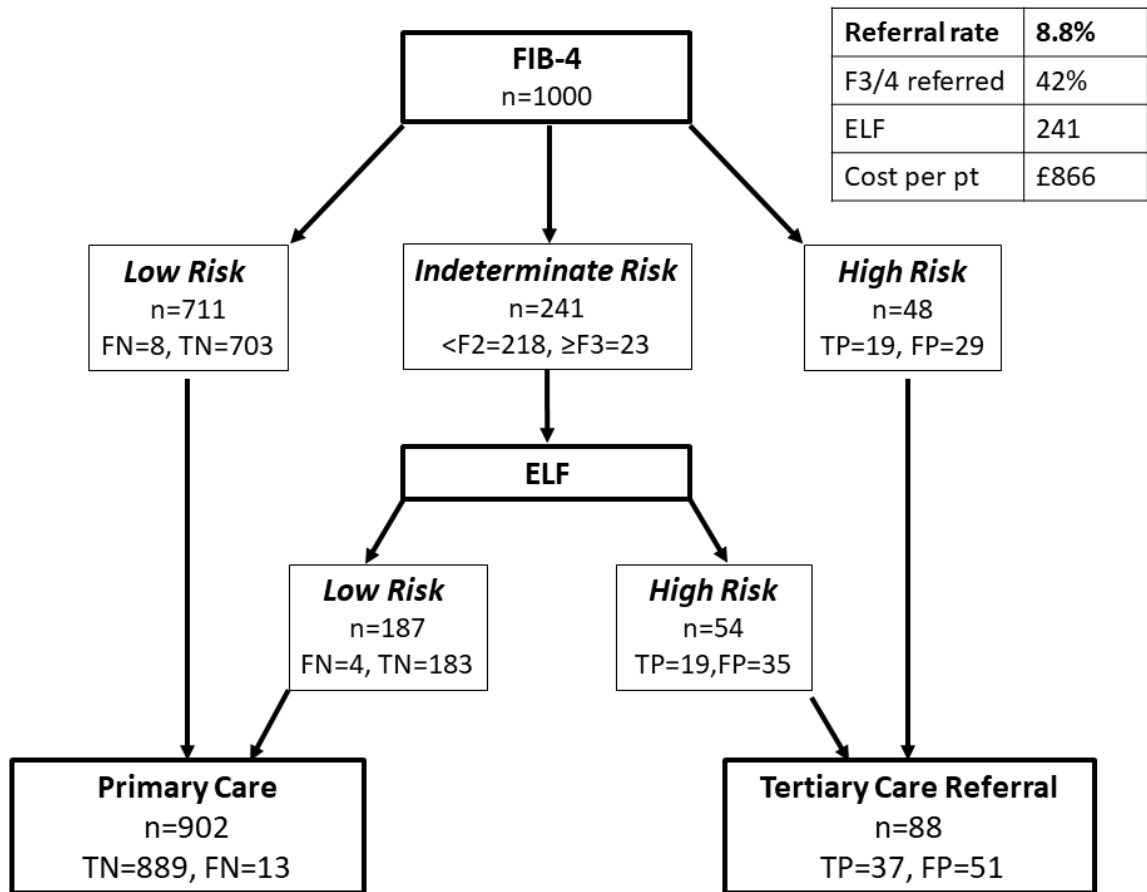 FIB-4
n=1000
Referral rate 8.8%
F3/4 referred 42%
ELF 241
Cost per pt £866
Low Risk
n=711
FN=8, TN=703
Indeterminate Risk
n=241
<F2=218, ≥F3=23
High Risk
n=48
TP=19, FP=29
ELF
Low Risk
n=187
FN=4, TN=183
High Risk
n=54
TP=19,FP=35
Primary Care
n=902
TN=889, FN=13
Tertiary Care Referral
n=88
TP=37, FP=51